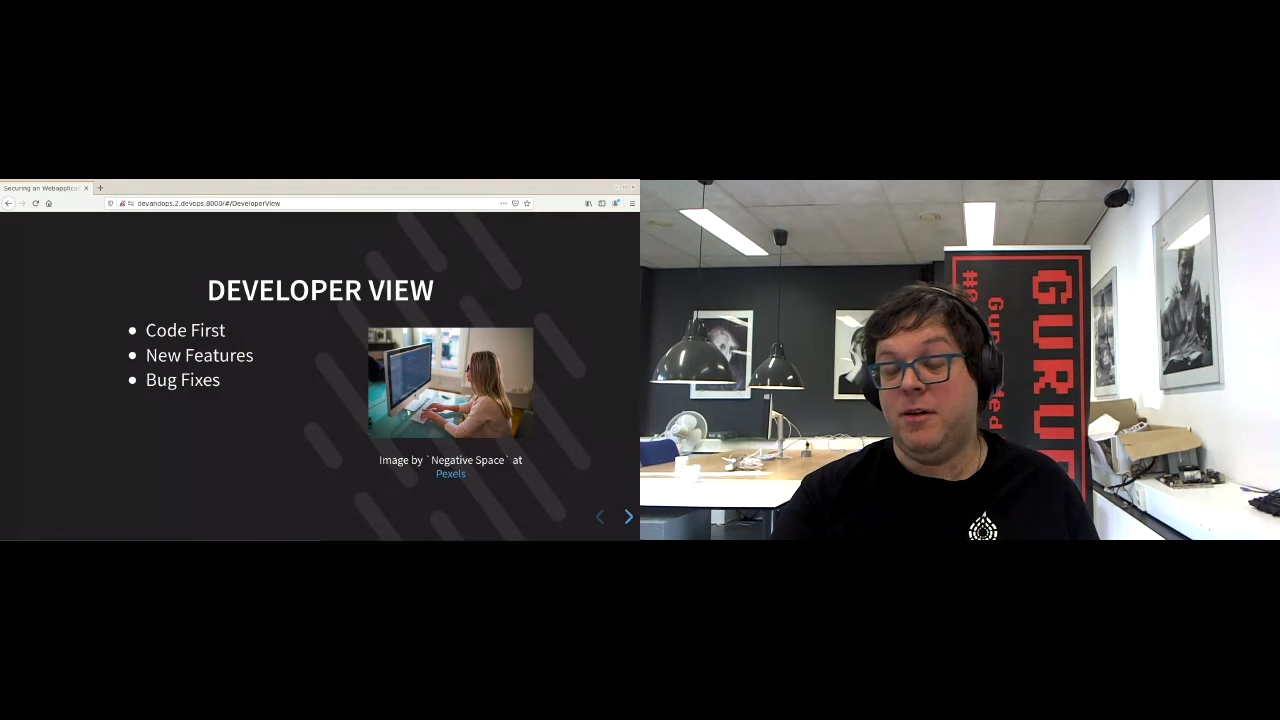 Securing an Webapplica
devandops.2.devops:8000/#/DeveloperView
DEVELOPER VIEW
Code First
New Features
Bug Fixes
Image by `Negative Space` at
Pexels
GURU